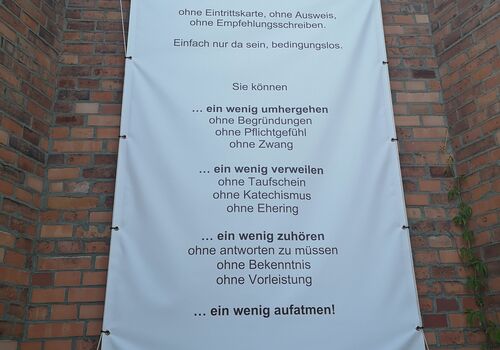 ohne Eintrittskarte, ohne Ausweis,
ohne Empfehlungsschreiben.
Einfach nur da sein, bedingungslos.
Sie können
... ein wenig umhergehen
ohne Begründungen
ohne Pflichtgefühl
ohne Zwang
... ein wenig verweilen
ohne Taufschein
ohne Katechismus
ohne Ehering
... ein wenig zuhören
ohne antworten zu müssen
ohne Bekenntnis
ohne Vorleistung
... ein wenig aufatmen!